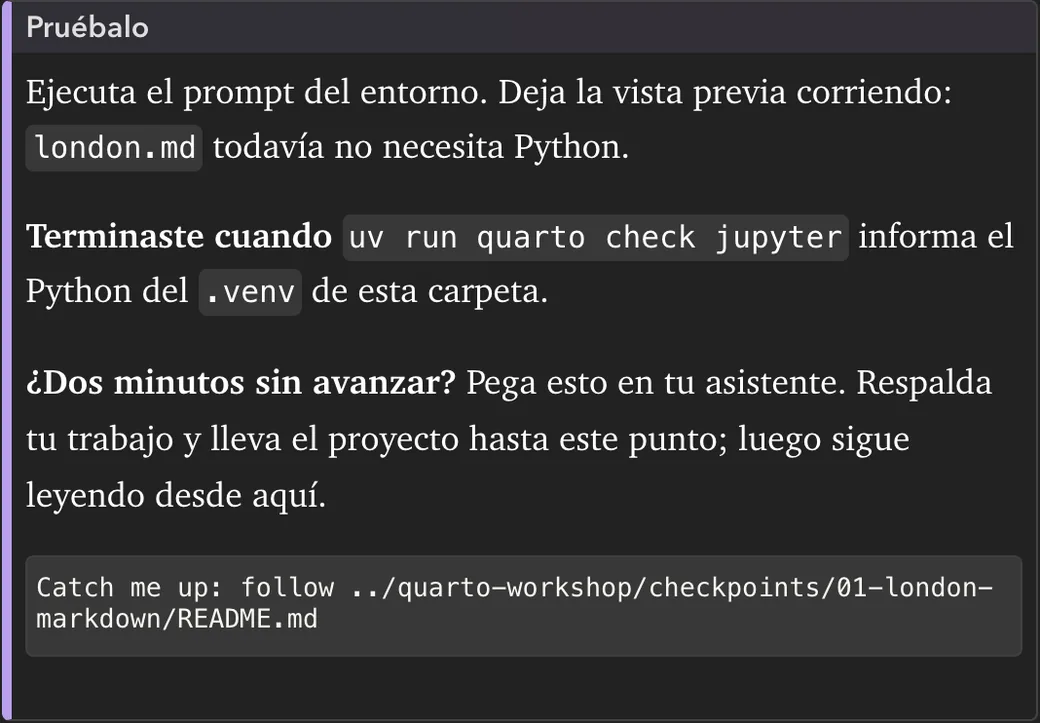 Pruébalo
Ejecuta el prompt del entorno. Deja la vista previa corriendo:
london.md todavía no necesita Python.
Terminaste cuando uv run quarto check jupyter informa el
Python del .venv de esta carpeta.
¿Dos minutos sin avanzar? Pega esto en tu asistente. Respalda
tu trabajo y lleva el proyecto hasta este punto; luego sigue
leyendo desde aquí.
Catch me up: follow ../quarto-workshop/checkpoints/01-london-
markdown/README.md